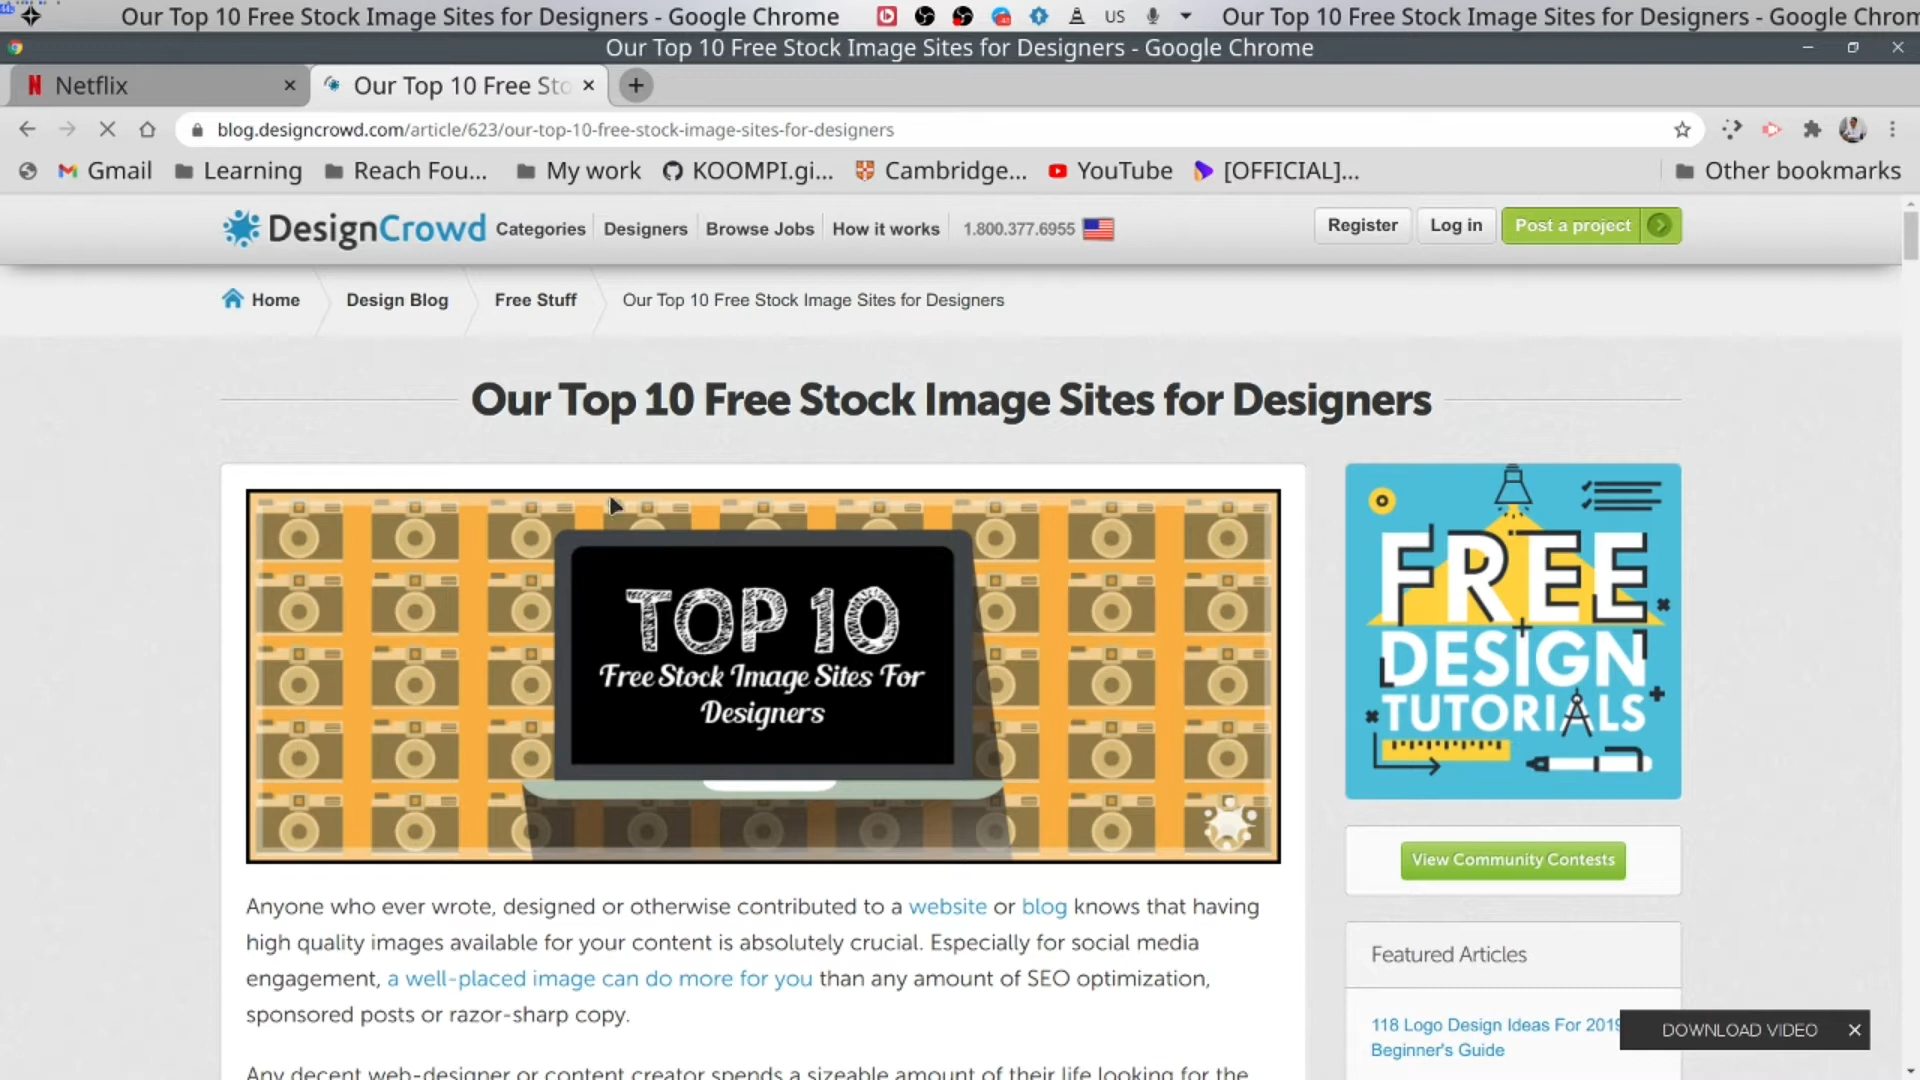 Our Top 10 Free Stock Image Sites for Designers - Google Chrome
US
Our Top 10 Free Stock Image Sites for Designers - Google Chrom
Our Top 10 Free Stock Image Sites for Designers - Google Chrome
Netflix
Our Top 10 Free Sto
blog.designcrowd.com/article/623/our-top-10-free-stock-image-sites-for-designers
Gmail
Learning
Reach Fou...
My work
KOOMPI.gi...
Cambridge...
YouTube
[OFFICIAL]...
Other bookmarks
DesignCrowd
Categories
Designers
Browse Jobs
How it works
1.800.377.6955
Register
Log in
Post a project
Home
Design Blog
Free Stuff
Our Top 10 Free Stock Image Sites for Designers
Our Top 10 Free Stock Image Sites for Designers
TOP 10
Free Stock Image Sites For
Designers
FREE
DESIGN
TUTORIALS
View Community Contests
Anyone who ever wrote, designed or otherwise contributed to a website or blog knows that having
high quality images available for your content is absolutely crucial. Especially for social media
engagement, a well-placed image can do more for you than any amount of SEO optimization,
sponsored posts or razor-sharp copy.
Any decent web-designer or content creator spends a sizeable amount of their life looking for the
Featured Articles
118 Logo Design Ideas For 2019
Beginner's Guide
DOWNLOAD VIDEO